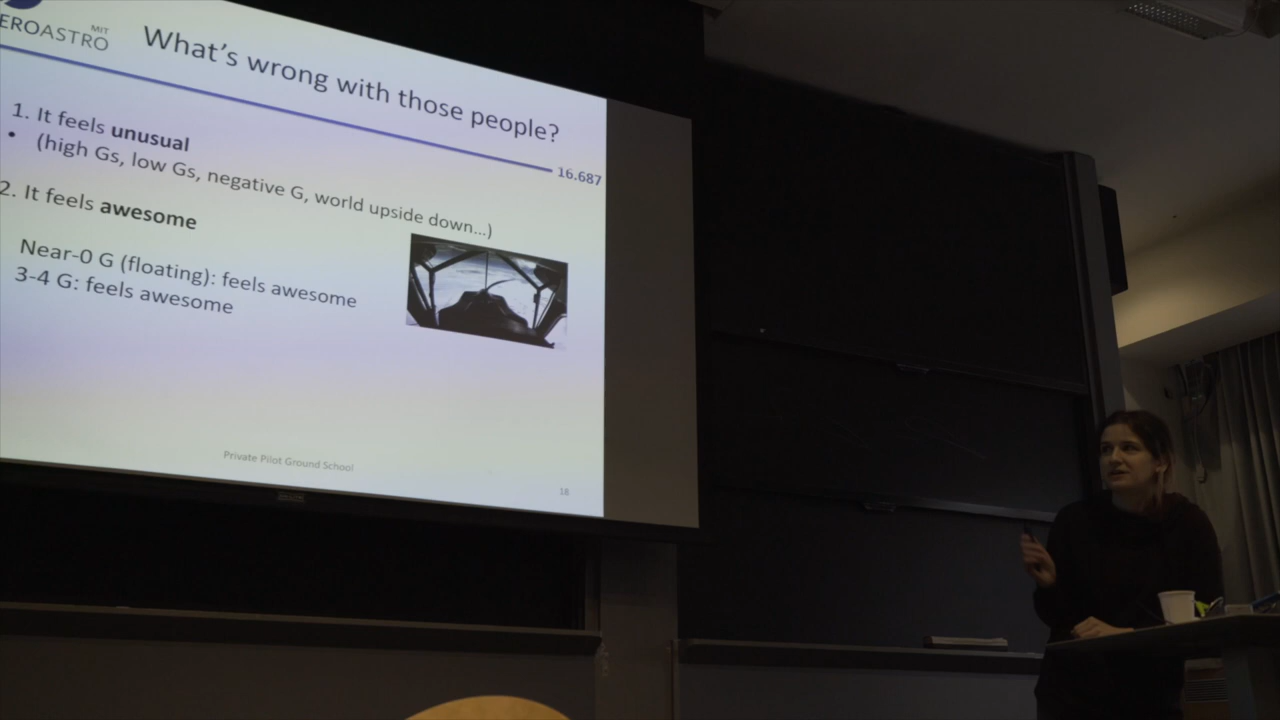 MIT
EROASTRO
What's wrong with those people?
16.687
1. It feels unusual
• (high Gs, low Gs, negative G, world upside down...)
2. It feels awesome
Near-0 G (floating): feels awesome
3-4 G: feels awesome
Private Pilot Ground School
18